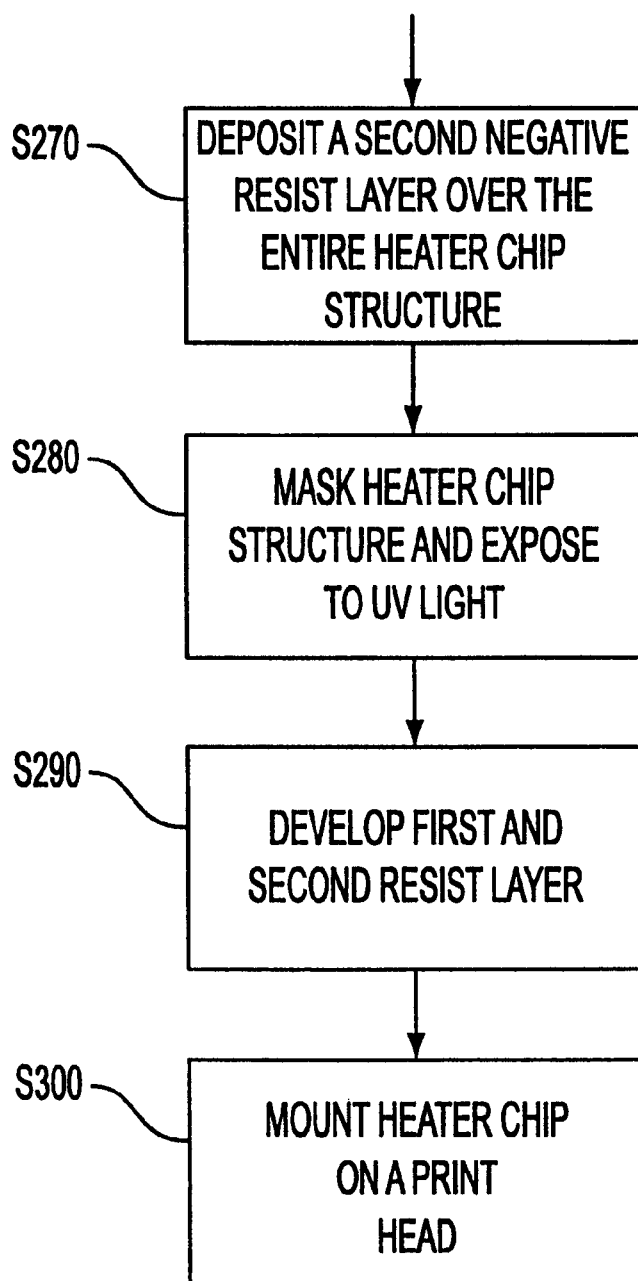 S270
DEPOSIT A SECOND NEGATIVE
RESIST LAYER OVER THE
ENTIRE HEATER CHIP
STRUCTURE
S280
MASK HEATER CHIP
STRUCTURE AND EXPOSE
TO UV LIGHT
S290
DEVELOP FIRST AND
SECOND RESIST LAYER
S300
MOUNT HEATER CHIP
ON A PRINT
HEAD